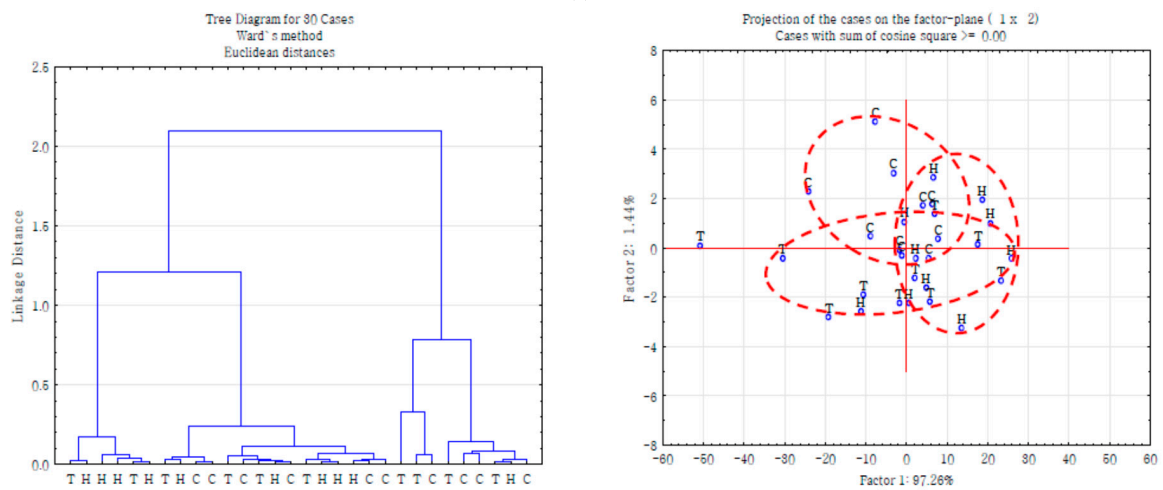 Tree Diagram for 30 Cases
Ward`s method
Euclidean distances
2.5
2.0
1.5
1.0
0.5
0.0
Linkage Distance
T H H H T H T H C C T C T H C T H H H C C T T C T C C T H C
Projection of the cases on the factor-plane ( 1 x 2)
Cases with sum of cosine square >= 0.00
8
6
4
2
0
-2
-4
-6
-8
Factor 2: 1.44%
C
C
H
C
H
C C
T
H
H
C
C
T
C
T
T
H
C
H
T
T
H
T
H
T H
T
T
H
-60 -50 -40 -30 -20 -10 0 10 20 30 40 50 60
Factor 1: 97.26%